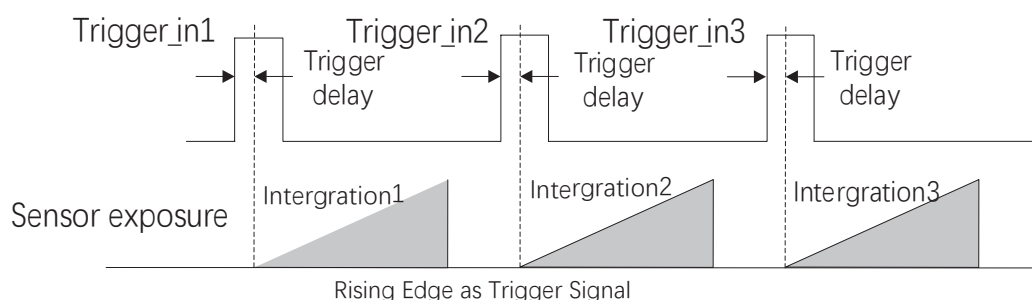 Trigger_in1
Trigger_in2
Trigger_in3
Trigger
delay
Trigger
delay
Trigger
delay
Intergration1
Intergration2
Intergration3
Sensor exposure
Rising Edge as Trigger Signal